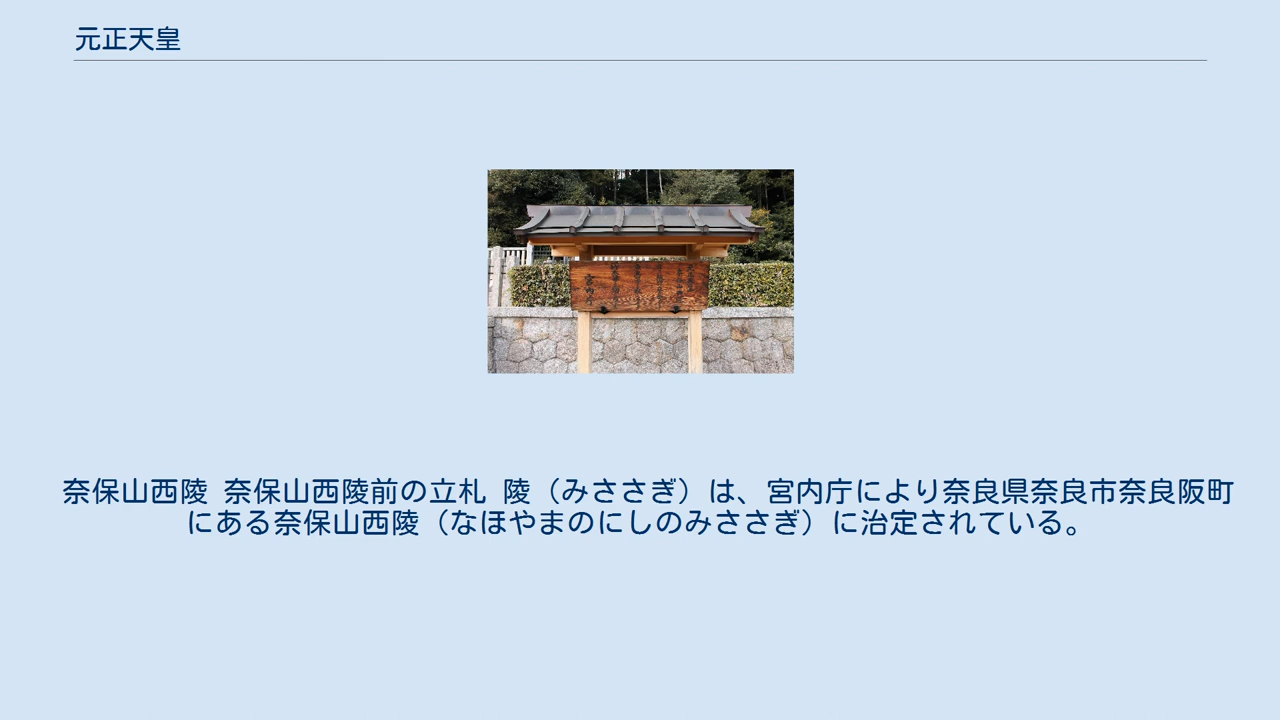 元正天皇
奈保山西陵 奈保山西陵前の立札 陵（みささぎ）は、宮内庁により奈良県奈良市奈良阪町
にある奈保山西陵（なほやまのにしのみささぎ）に治定されている。